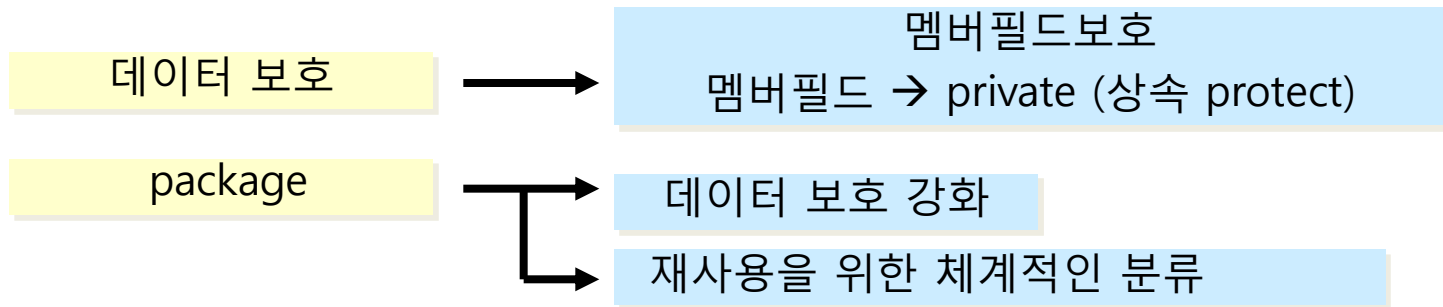 데이터 보호
멤버필드보호
멤버필드 → private (상속 protect)
package
데이터 보호 강화
재사용을 위한 체계적인 분류